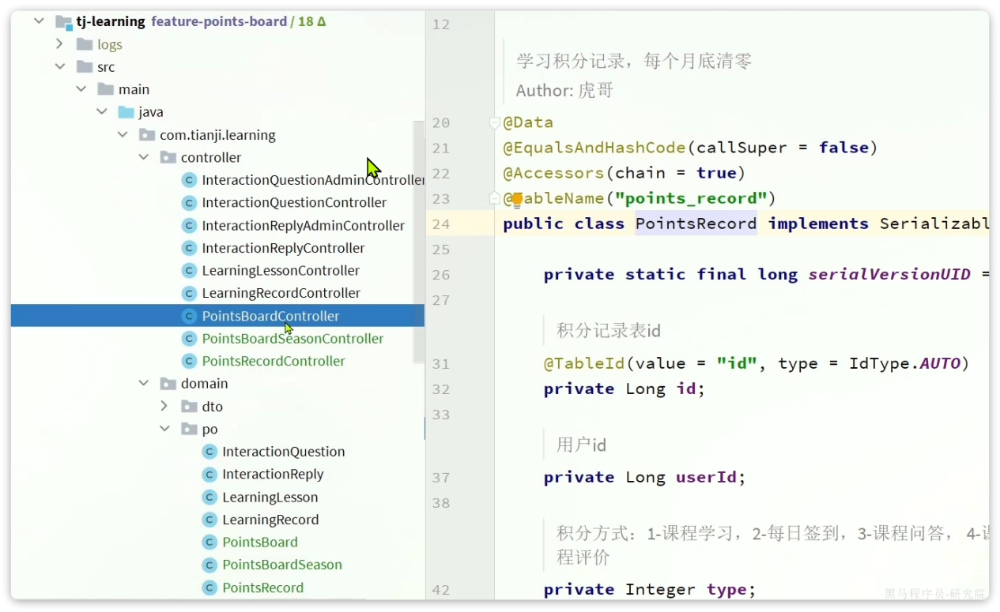 tj-learning feature-points-board / 18 Δ
logs
src
main
java
com.tianji.learning
controller
InteractionQuestionAdminController
InteractionQuestionController
InteractionReplyAdminController
InteractionReplyController
LearningLessonController
LearningRecordController
PointsBoardController
PointsBoardSeasonController
PointsRecordController
domain
dto
po
InteractionQuestion
InteractionReply
LearningLesson
LearningRecord
PointsBoard
PointsBoardSeason
PointsRecord
12
学习积分记录，每个月底清零
Author: 虎哥
20 @Data
21 @EqualsAndHashCode(callSuper = false)
22 @Accessors(chain = true)
23 @TableName("points_record")
24 public class PointsRecord implements Serializabl
25
26 private static final long serialVersionUID =
27
积分记录表id
31 @TableId(value = "id", type = IdType.AUTO)
32 private Long id;
33
用户id
37 private Long userId;
38
积分方式：1-课程学习，2-每日签到，3-课程问答， 4-课
程评价
42 private Integer type;
黑马程序员-研究院